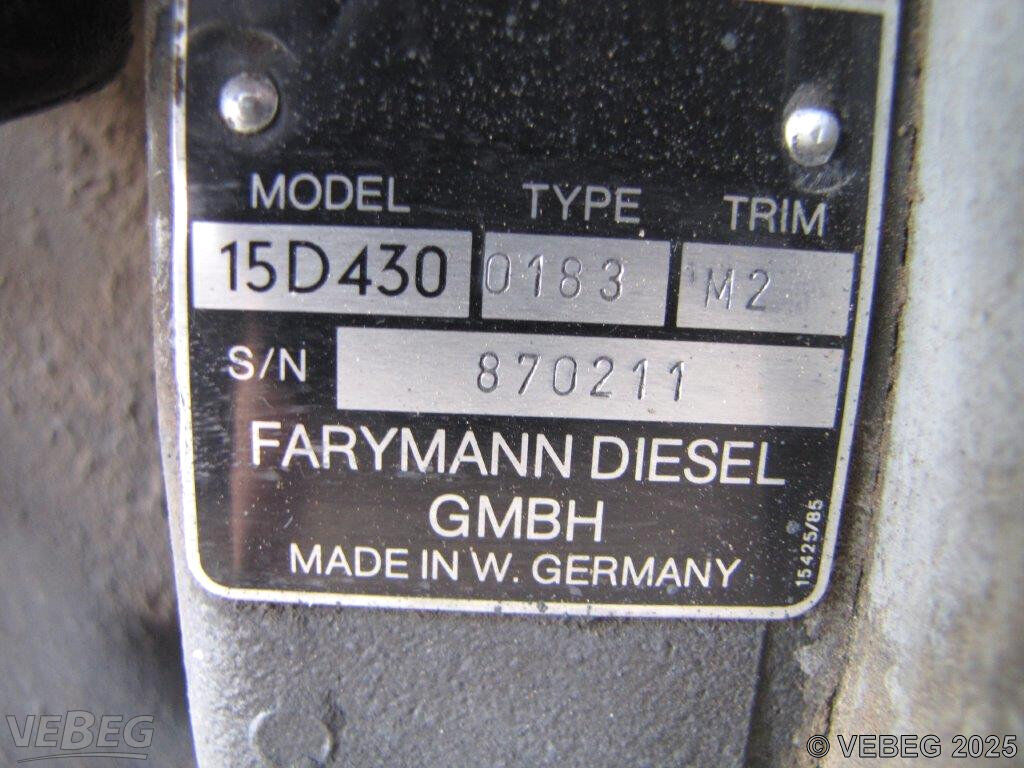 MODEL TYPE TRIM
15D430 0183 M2
S/N 870211
FARYMANN DIESEL
GMBH
MADE IN W. GERMANY
15425/85
VEBEG
© VEBEG 2025